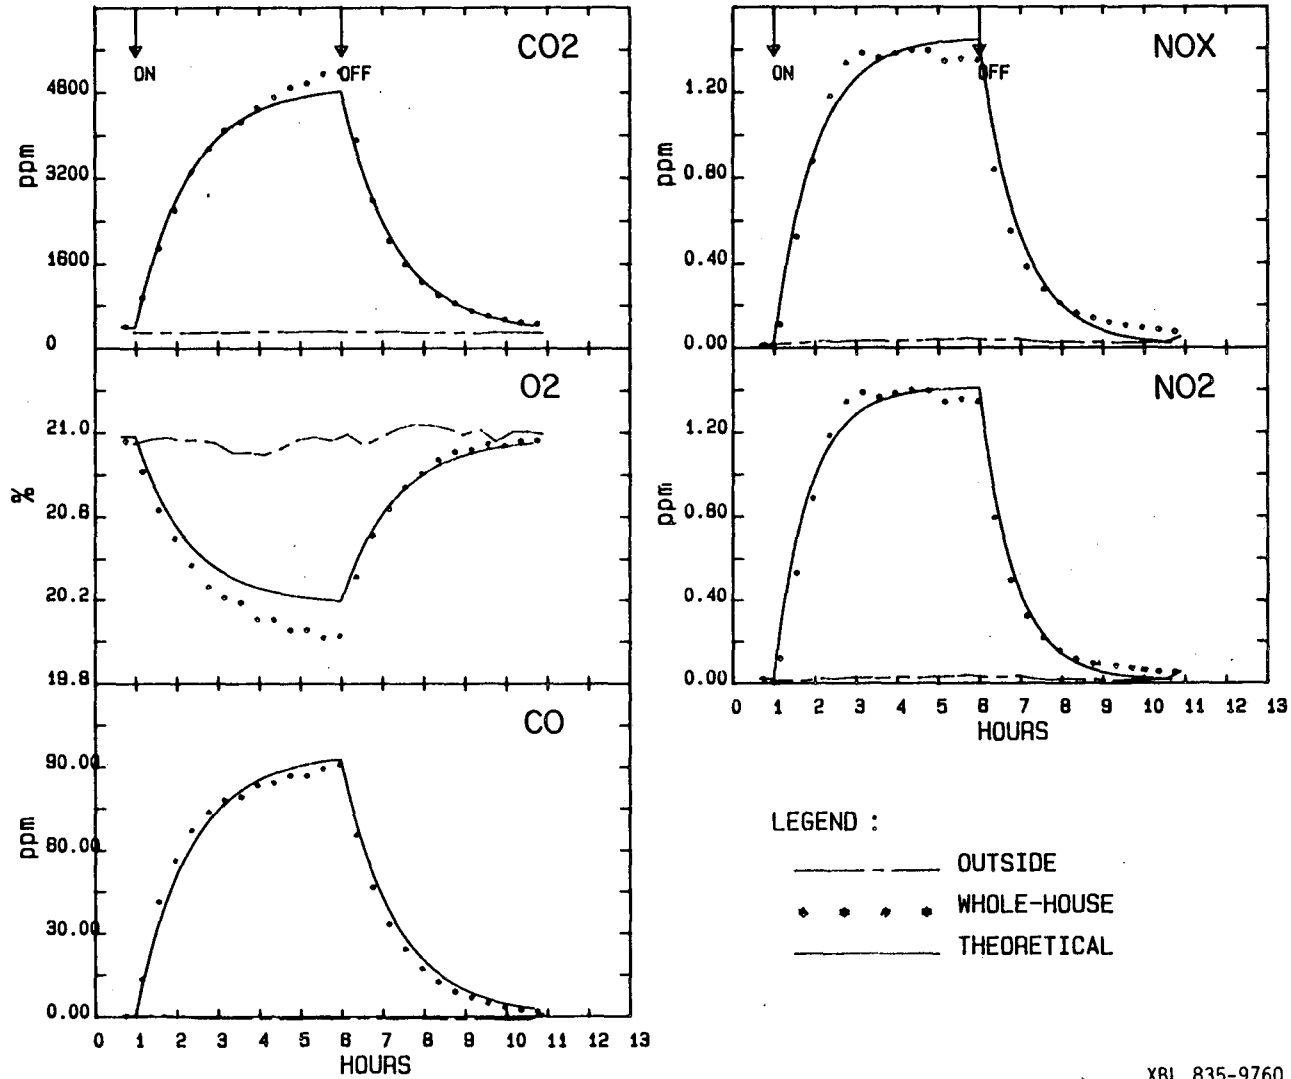 CO2
ON
OFF
4800
3200
1600
0
ppm
O2
21.0
20.6
20.2
19.8
%
CO
90.00
60.00
30.00
0.00
ppm
0 1 2 3 4 5 6 7 8 9 10 11 12 13
HOURS
NOX
ON
OFF
1.20
0.80
0.40
0.00
ppm
NO2
1.20
0.80
0.40
0.00
ppm
0 1 2 3 4 5 6 7 8 9 10 11 12 13
HOURS
LEGEND :
OUTSIDE
WHOLE-HOUSE
THEORETICAL
XBL 835-9760